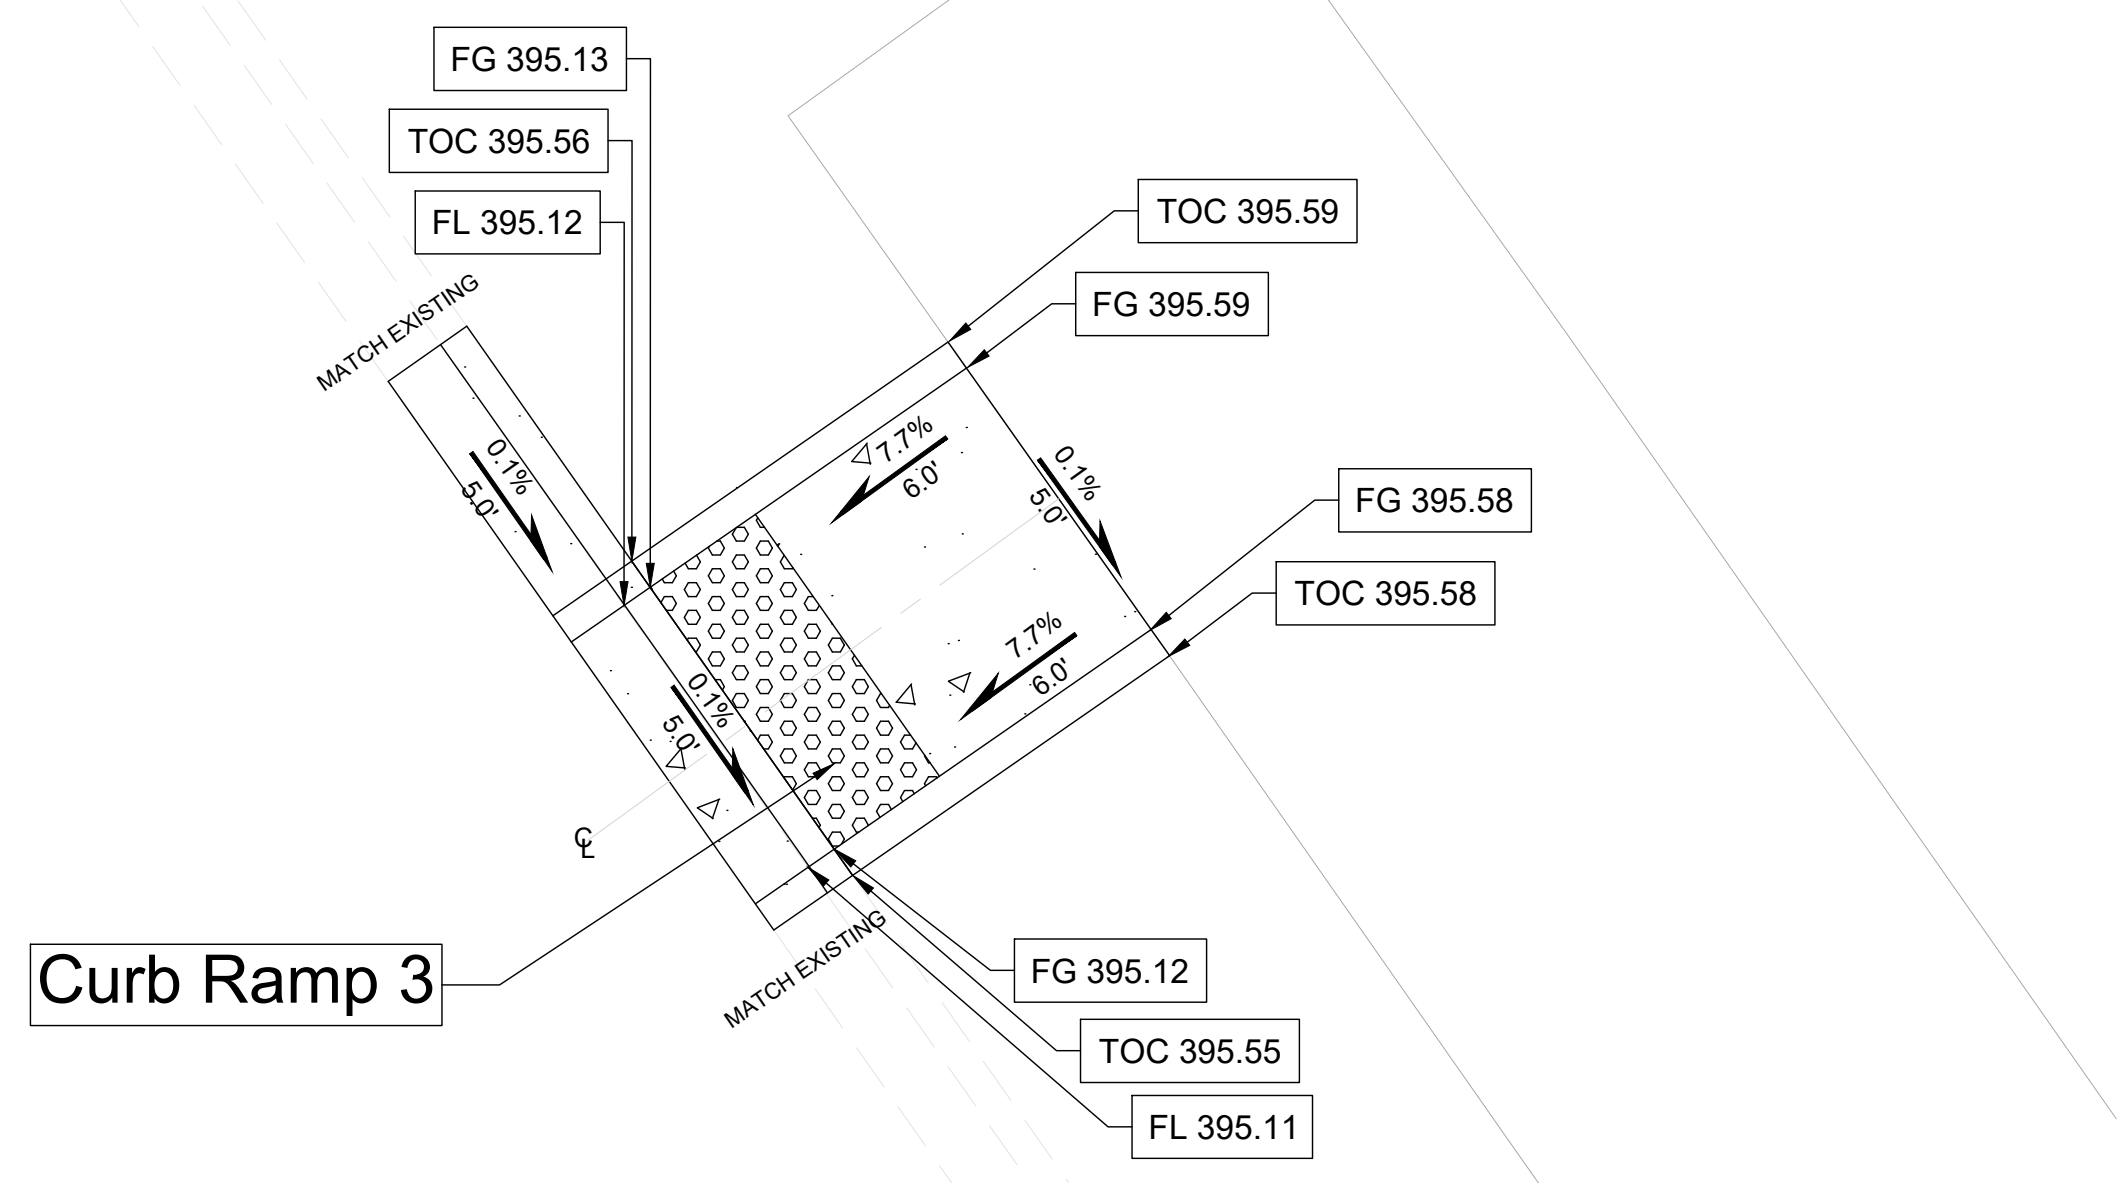 FG 395.13
TOC 395.56
FL 395.12
TOC 395.59
FG 395.59
MATCH EXISTING
0.1%
5.0'
7.7%
6.0'
0.1%
5.0'
FG 395.58
TOC 395.58
7.7%
6.0'
0.1%
5.0'
℄
Curb Ramp 3
MATCH EXISTING
FG 395.12
TOC 395.55
FL 395.11